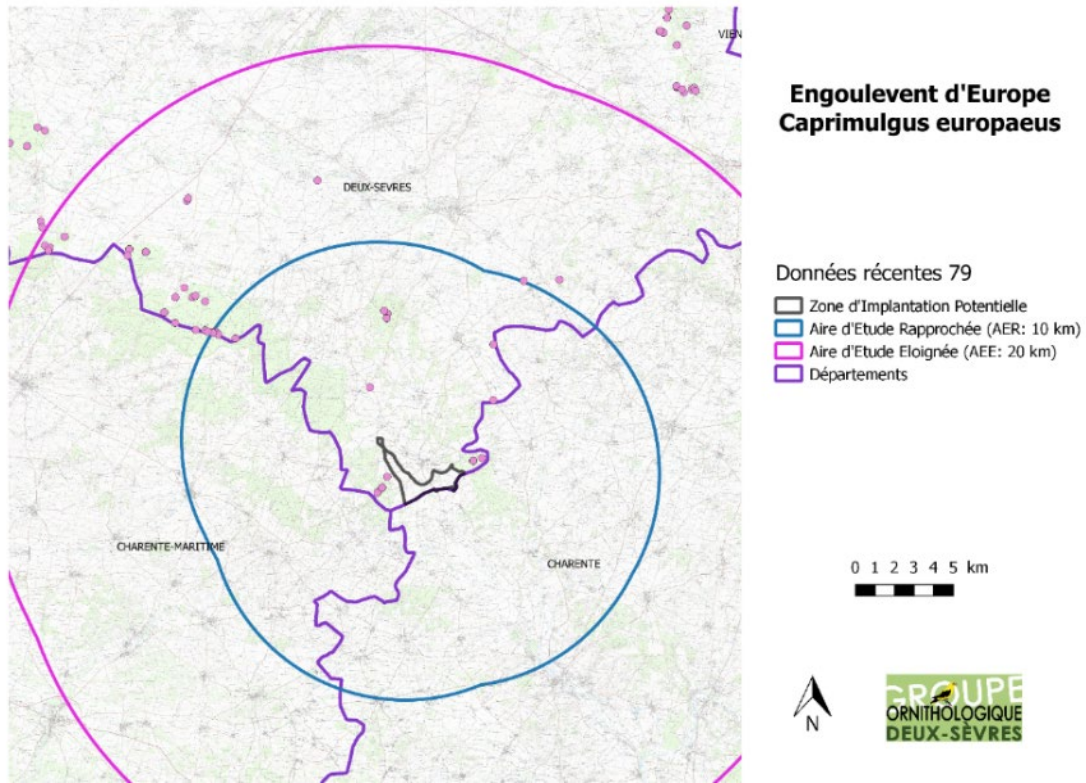 VIEN
Engoulevent d'Europe
Caprimulgus europaeus
DEUX-SEVRES
Données récentes 79
Zone d'Implantation Potentielle
Aire d'Etude Rapprochée (AER: 10 km)
Aire d'Etude Eloignée (AEE: 20 km)
Départements
CHARENTE-MARITIME
CHARENTE
0 1 2 3 4 5 km
N
GROUPE
ORNITHOLOGIQUE
DEUX-SÈVRES